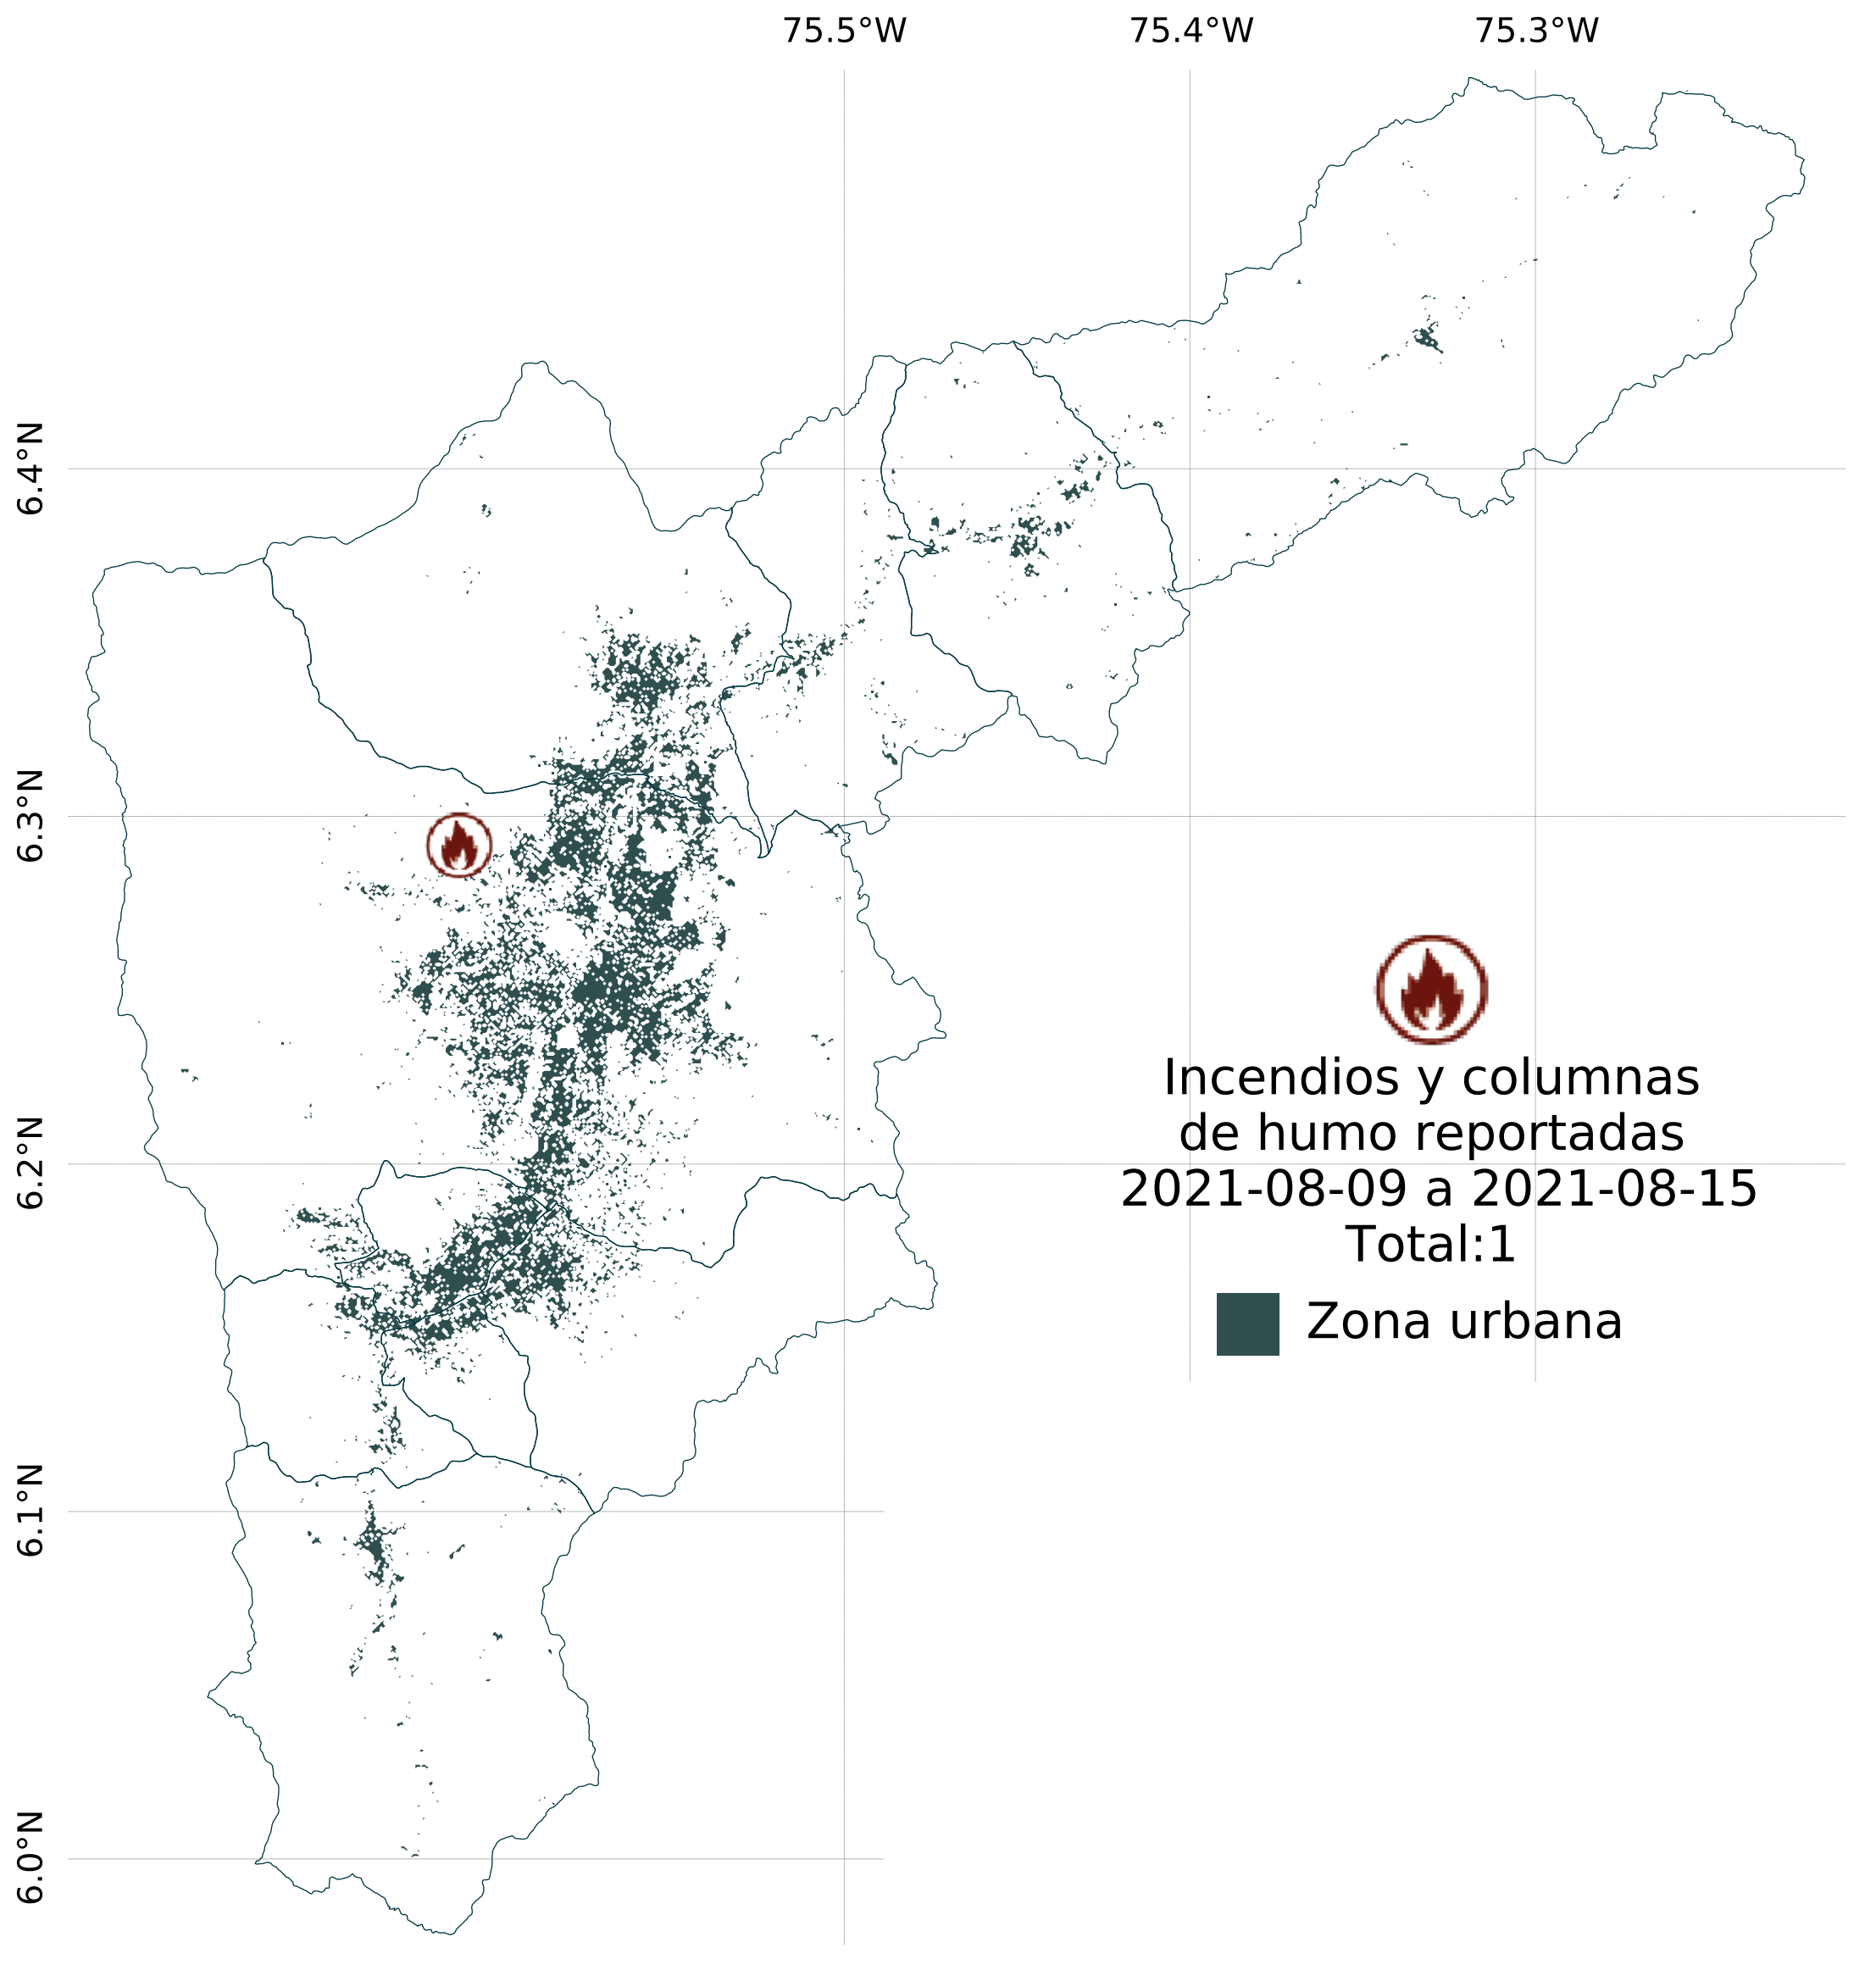 75.5°W 75.4°W 75.3°W
6.4°N
6.3°N
6.2°N
6.1°N
6.0°N
Incendios y columnas
de humo reportadas
2021-08-09 a 2021-08-15
Total:1
Zona urbana